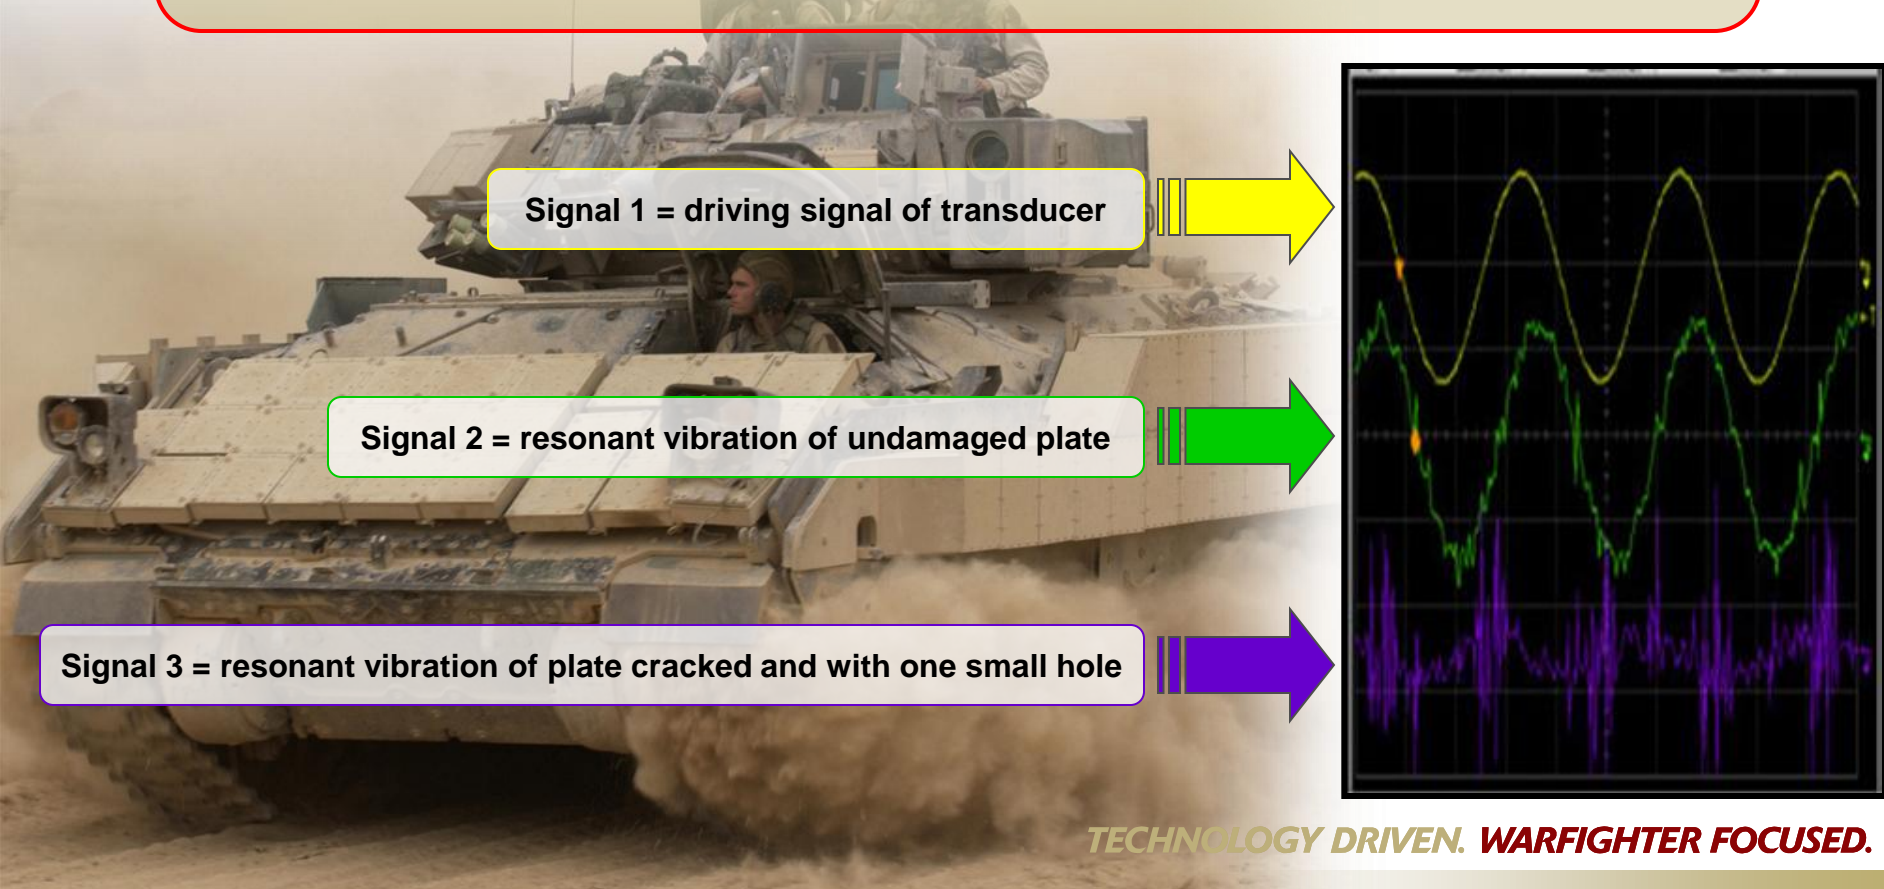 Signal 1 = driving signal of transducer
Signal 2 = resonant vibration of undamaged plate
Signal 3 = resonant vibration of plate cracked and with one small hole
TECHNOLOGY DRIVEN. WARFIGHTER FOCUSED.